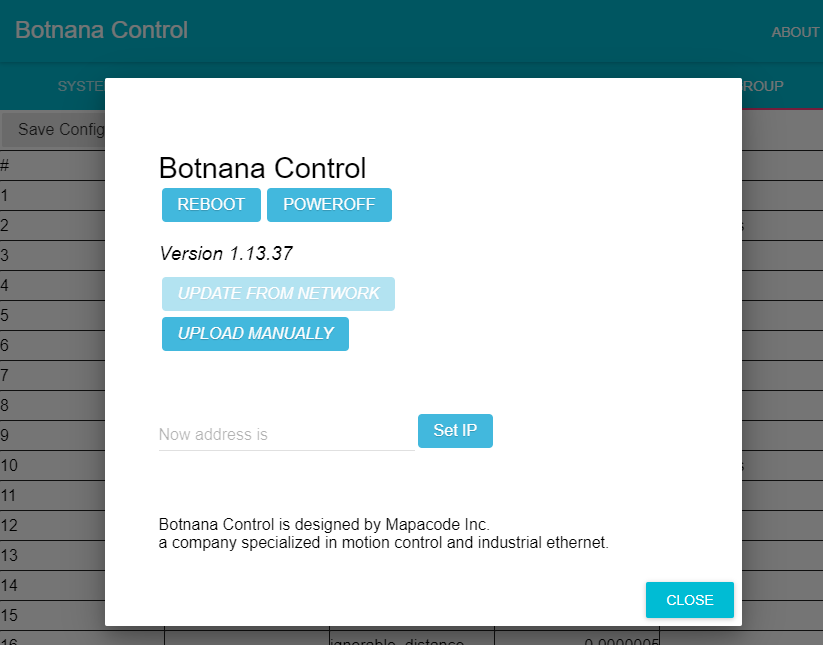 Botnana Control
ABOUT
Save Config
#
1
2
3
4
5
6
7
8
9
10
11
12
13
14
15
16
Botnana Control
REBOOT POWEROFF
Version 1.13.37
UPDATE FROM NETWORK
UPLOAD MANUALLY
Now address is Set IP
Botnana Control is designed by Mapacode Inc.
a company specialized in motion control and industrial ethernet.
CLOSE
ignorable_distance 0.0000005